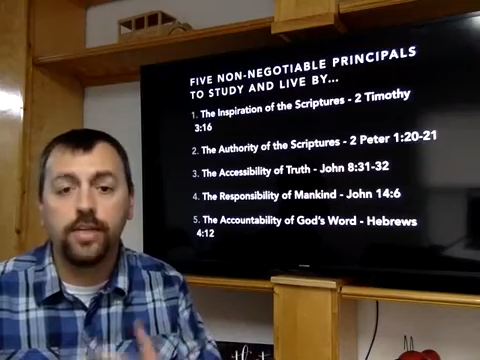 FIVE NON-NEGOTIABLE PRINCIPALS
TO STUDY AND LIVE BY...
1. The Inspiration of the Scriptures - 2 Timothy
3:16
2. The Authority of the Scriptures - 2 Peter 1:20-21
3. The Accessibility of Truth - John 8:31-32
4. The Responsibility of Mankind - John 14:6
5. The Accountability of God's Word - Hebrews
4:12